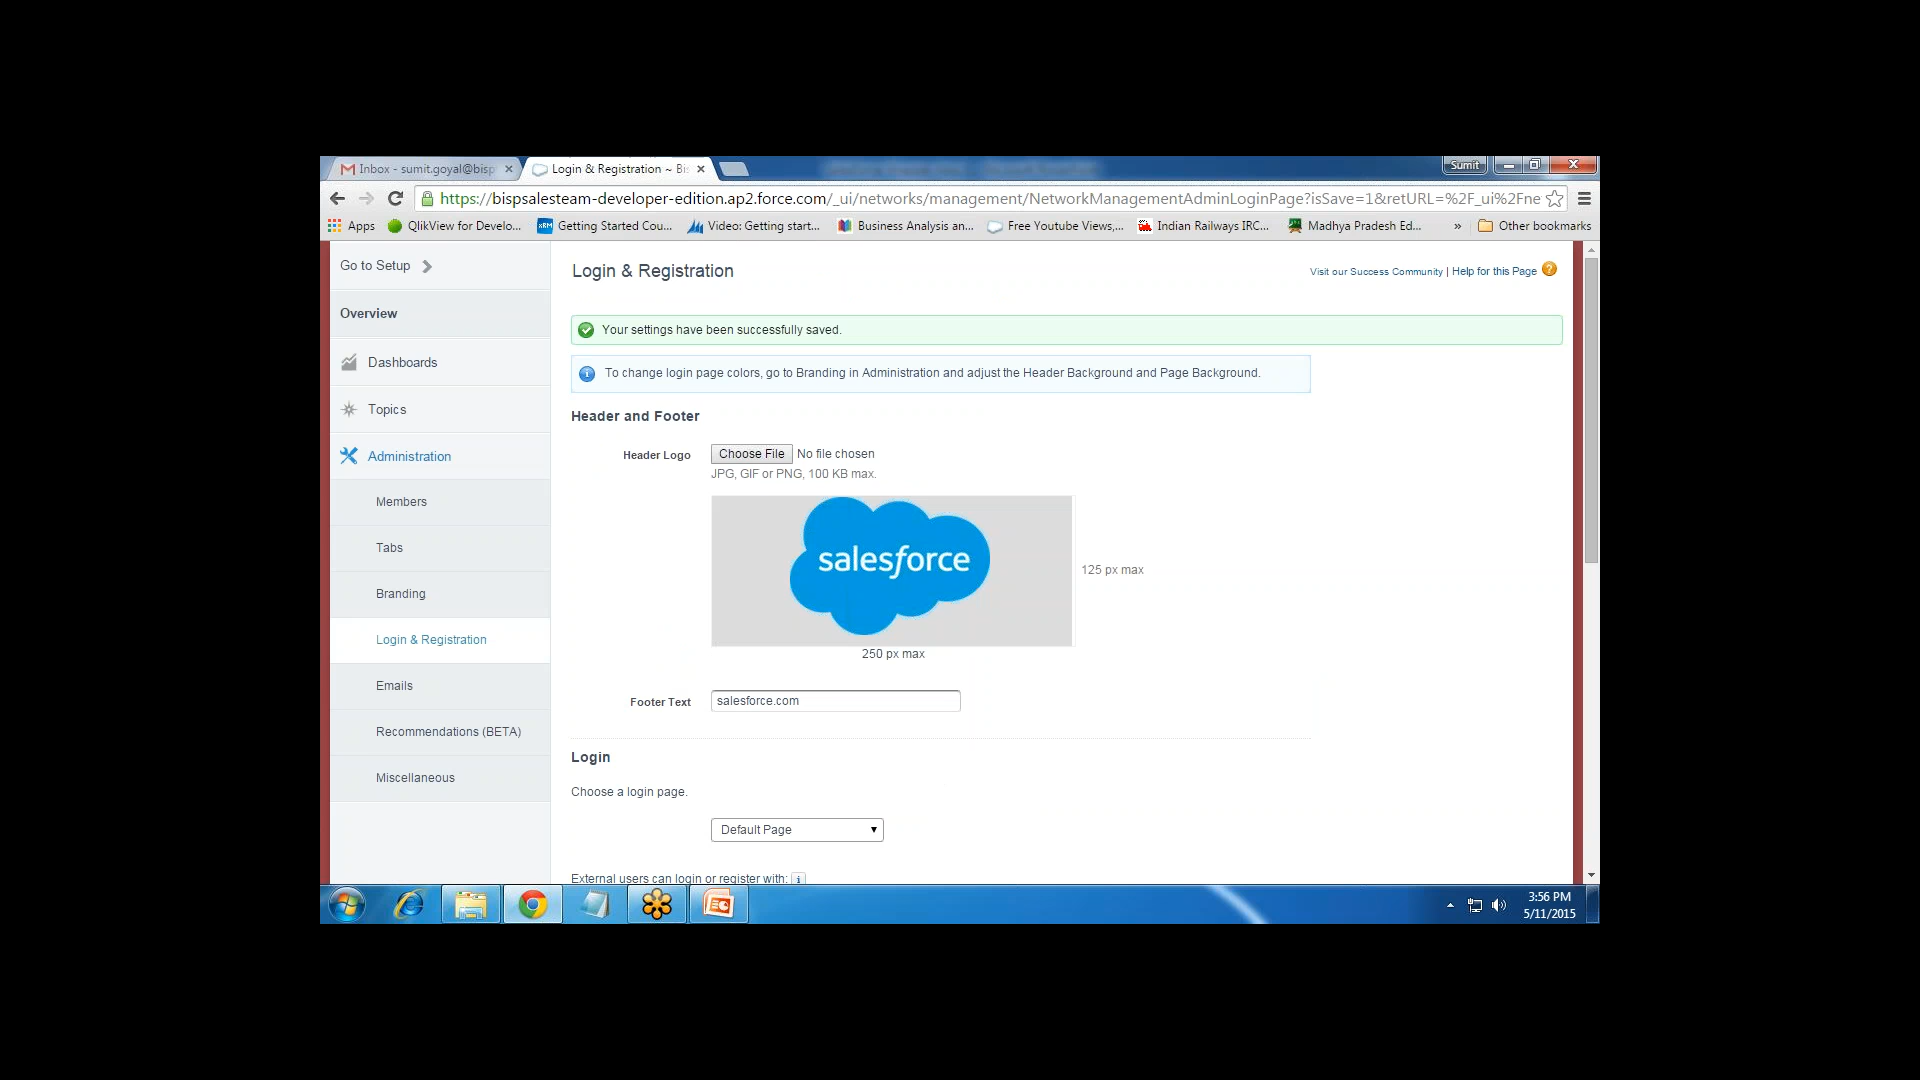 Inbox - sumit.goyal@bisp
Login & Registration ~ Bis
Sumit
https://bispsalesteam-developer-edition.ap2.force.com/_ui/networks/management/NetworkManagementAdminLoginPage?isSave=1&retURL=%2F_ui%2Fne
Apps
QlikView for Develo...
xRM
Getting Started Cou...
Video: Getting start...
Business Analysis an...
Free Youtube Views,...
Indian Railways IRC...
Madhya Pradesh Ed...
»
Other bookmarks
Go to Setup
Login & Registration
Visit our Success Community | Help for this Page
Overview
Your settings have been successfully saved.
Dashboards
To change login page colors, go to Branding in Administration and adjust the Header Background and Page Background.
Topics
Header and Footer
Administration
Header Logo
Choose File No file chosen
JPG, GIF or PNG, 100 KB max.
Members
Tabs
salesforce
125 px max
Branding
Login & Registration
250 px max
Emails
Footer Text
salesforce.com
Recommendations (BETA)
Login
Miscellaneous
Choose a login page.
Default Page
External users can login or register with:
3:56 PM
5/11/2015